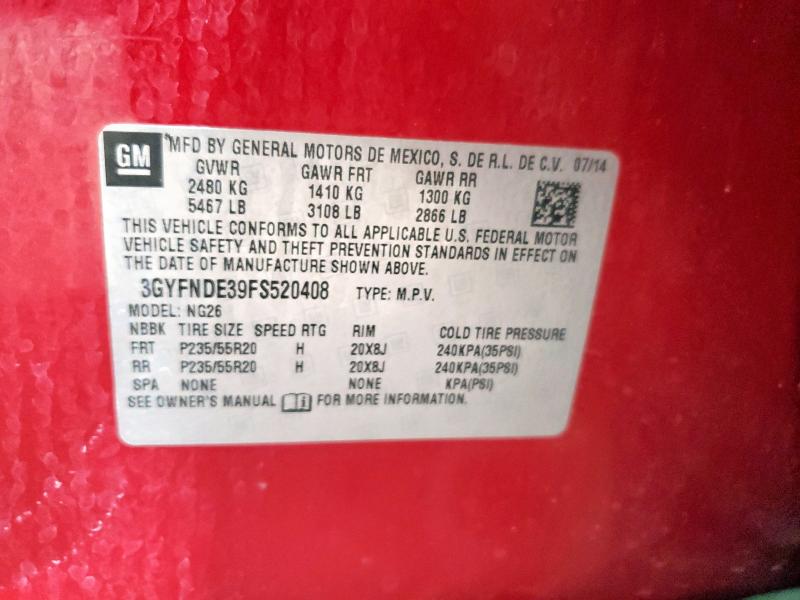 GM
MFD BY GENERAL MOTORS DE MEXICO, S. DE R.L. DE C.V. 07/14
GVWR GAWR FRT GAWR RR
2480 KG 1410 KG 1300 KG
5467 LB 3108 LB 2866 LB
THIS VEHICLE CONFORMS TO ALL APPLICABLE U.S. FEDERAL MOTOR
VEHICLE SAFETY AND THEFT PREVENTION STANDARDS IN EFFECT ON
THE DATE OF MANUFACTURE SHOWN ABOVE.
3GYFNDE39FS520408 TYPE: M.P.V.
MODEL: NG26
NBBK TIRE SIZE SPEED RTG RIM COLD TIRE PRESSURE
FRT P235/55R20 H 20X8J 240KPA(35PSI)
RR P235/55R20 H 20X8J 240KPA(35PSI)
SPA NONE NONE KPA(PSI)
SEE OWNER'S MANUAL i FOR MORE INFORMATION.